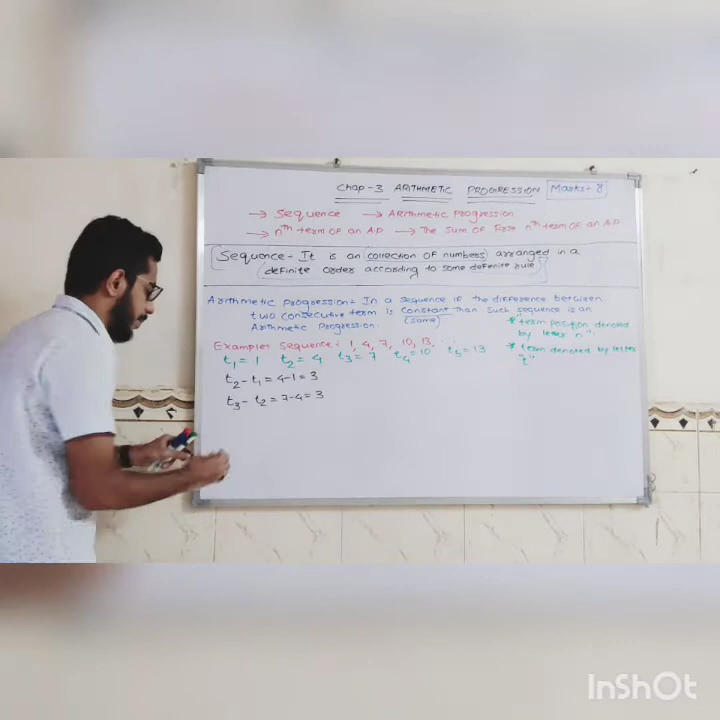 Chap-3 ARITHMETIC PROGRESSION Marks:- 8
→ Sequence → Arithmetic Progression
→ nth term of an A.P → The Sum of First nth term of an A.P
Sequence - It is an collection of numbers arranged in a
definite order according to some definite rule
Arithmetic Progression:- In a sequence if the difference between
two consecutive term is constant than such sequence is an
(same)
Arithmetic Progression.
* term position denoted
by letter "n"
Example:- Sequence:- 1, 4, 7, 10, 13, ...
t₁ = 1 t₂ = 4 t₃ = 7 t₄ = 10 t₅ = 13
* term denoted by letter
"t"
t₂ - t₁ = 4-1 = 3
t₃ - t₂ = 7-4 = 3
InShOt